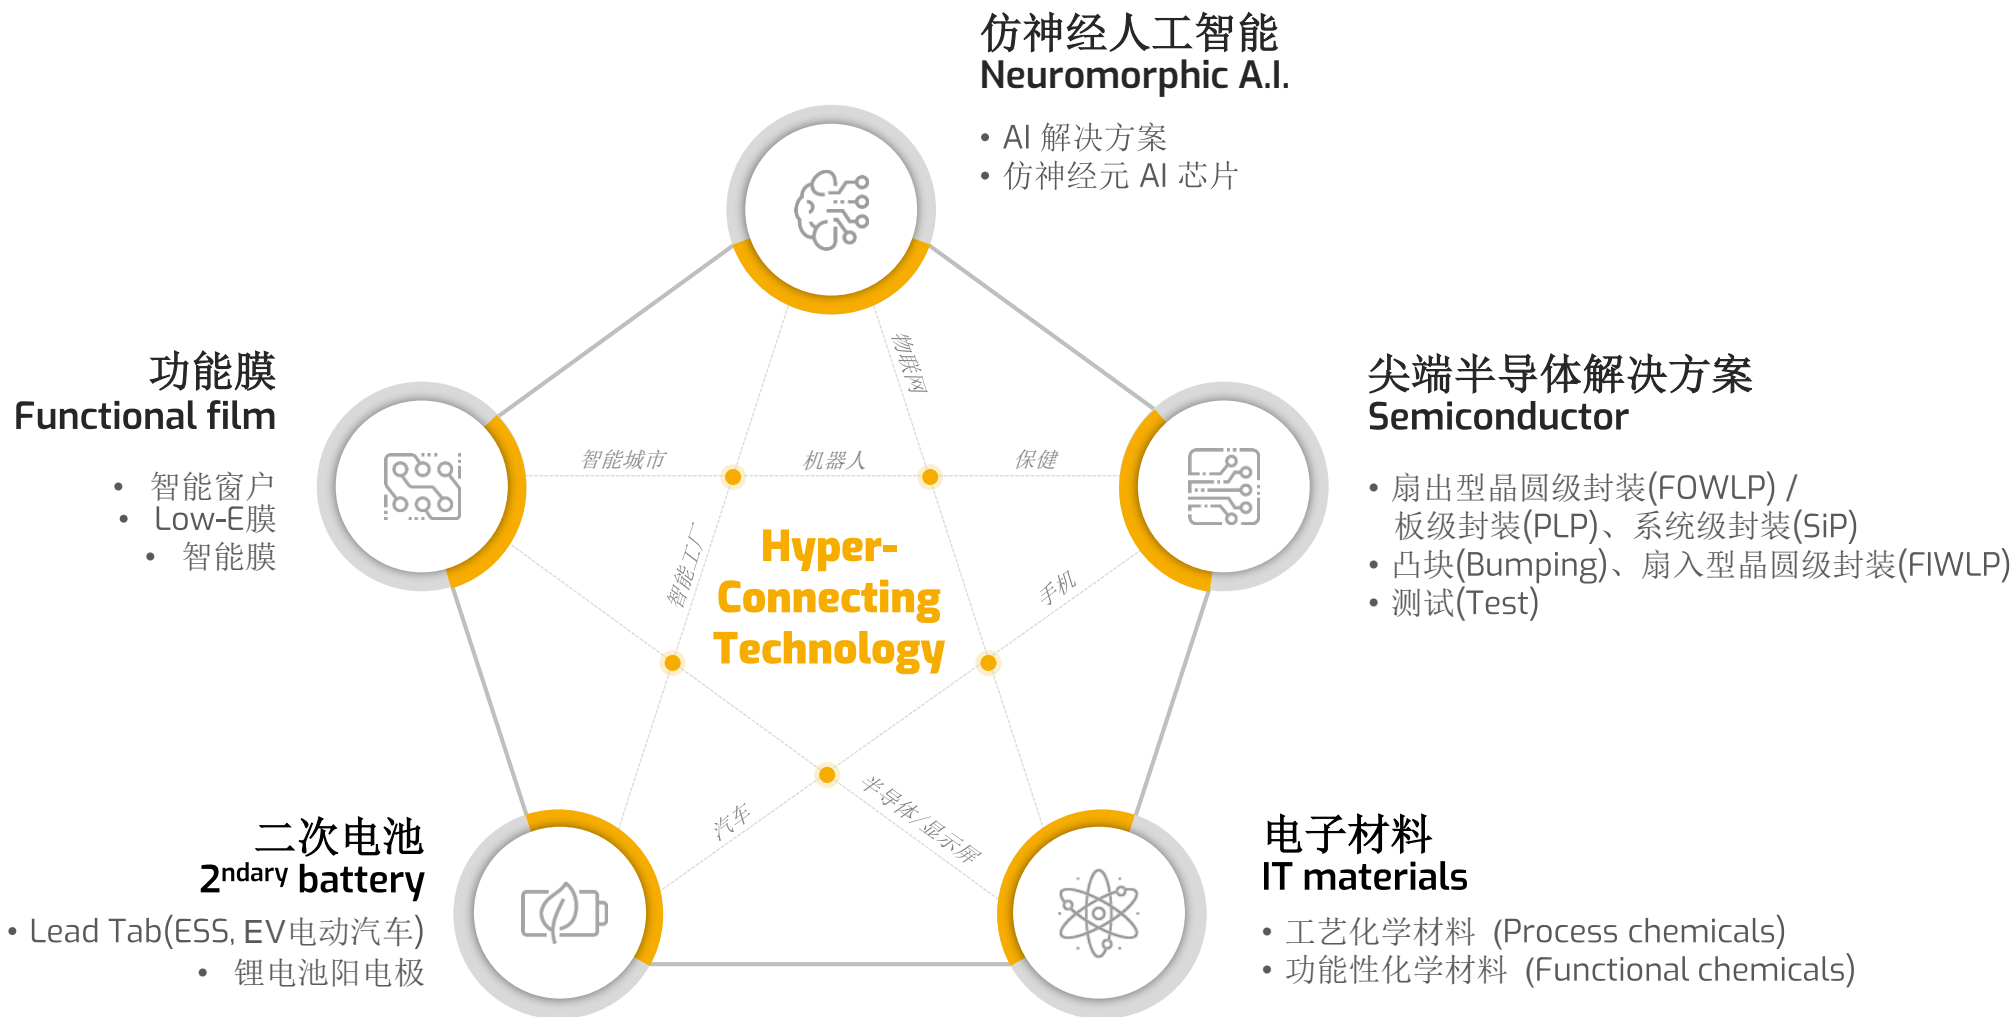 仿神经人工智能
Neuromorphic A.I.
• AI 解决方案
• 仿神经元 AI 芯片
功能膜
Functional film
• 智能窗户
• Low-E膜
• 智能膜
尖端半导体解决方案
Semiconductor
• 扇出型晶圆级封装(FOWLP) /
板级封装(PLP)、系统级封装(SiP)
• 凸块(Bumping)、扇入型晶圆级封装(FIWLP)
• 测试(Test)
物联网
智能城市
机器人
保健
智能工厂
手机
Hyper-
Connecting
Technology
汽车
半导体/显示屏
二次电池
2ndary battery
• Lead Tab(ESS, EV电动汽车)
• 锂电池阳电极
电子材料
IT materials
• 工艺化学材料 (Process chemicals)
• 功能性化学材料 (Functional chemicals)